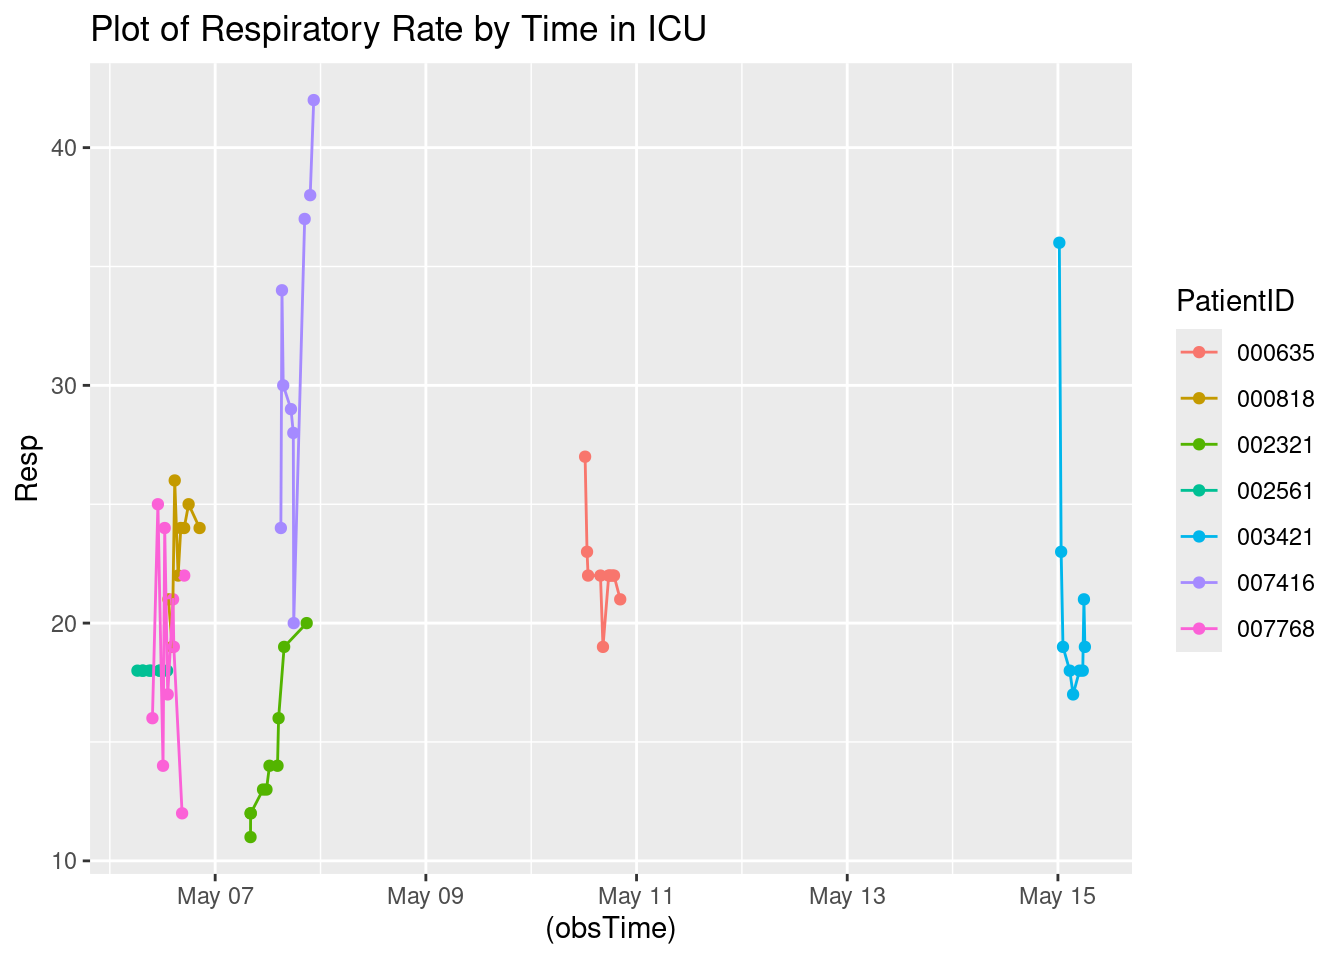 Plot of Respiratory Rate by Time in ICU
40
30
20
10
Resp
May 07
May 09
May 11
May 13
May 15
(obsTime)
PatientID
000635
000818
002321
002561
003421
007416
007768